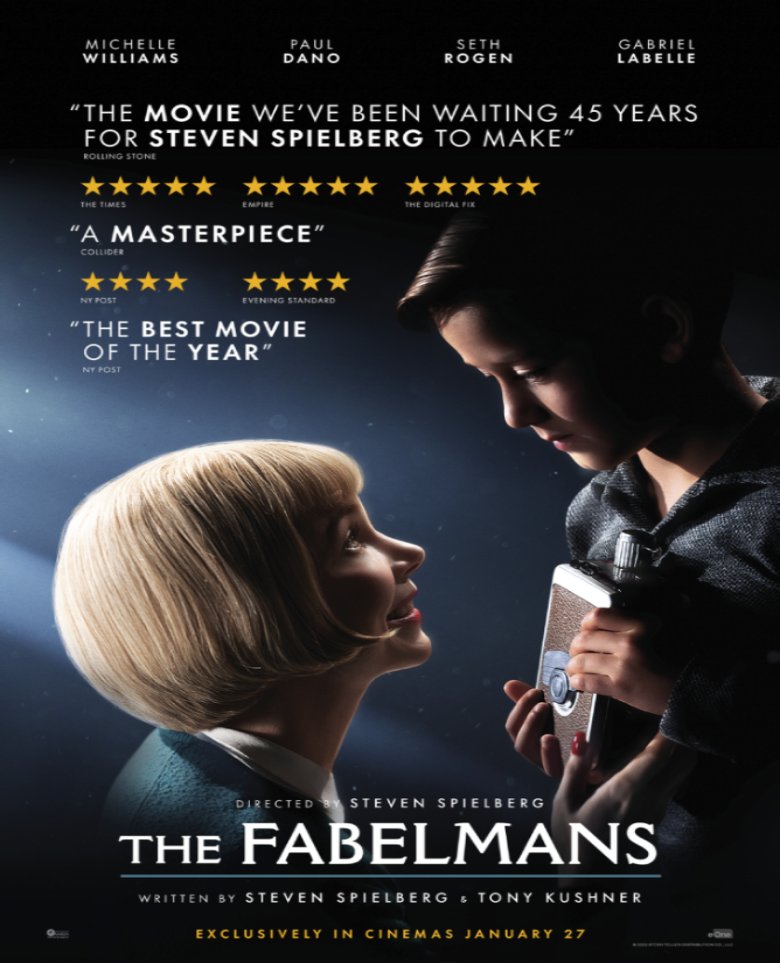 MICHELLE WILLIAMS
PAUL DANO
SETH ROGEN
GABRIEL LABELLE
“THE MOVIE WE’VE BEEN WAITING 45 YEARS
FOR STEVEN SPIELBERG TO MAKE”
ROLLING STONE
THE TIMES
EMPIRE
THE DIGITAL FIX
“A MASTERPIECE”
COLLIDER
NY POST
EVENING STANDARD
“THE BEST MOVIE
OF THE YEAR”
NY POST
DIRECTED BY STEVEN SPIELBERG
THE FABELMANS
WRITTEN BY STEVEN SPIELBERG & TONY KUSHNER
EXCLUSIVELY IN CINEMAS JANUARY 27
eOne